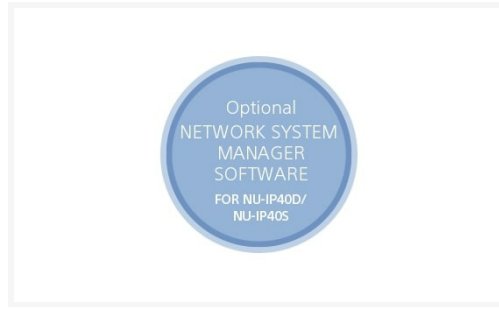 Optional
NETWORK SYSTEM
MANAGER
SOFTWARE
FOR NU-IP40D/
NU-IP40S